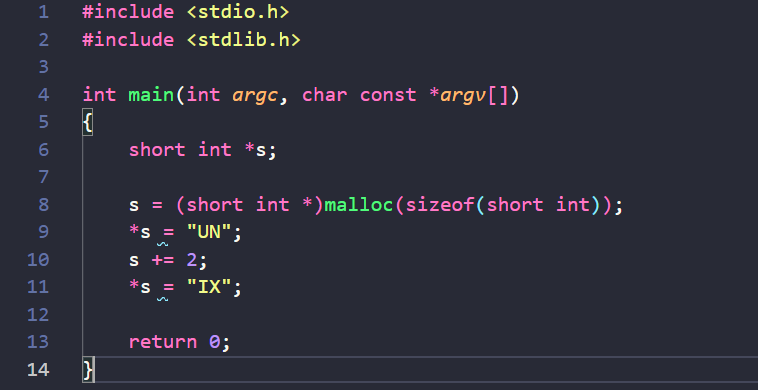 1 #include <stdio.h>
2 #include <stdlib.h>
3
4 int main(int argc, char const *argv[])
5 {
6     short int *s;
7
8     s = (short int *)malloc(sizeof(short int));
9     *s = "UN";
10     s += 2;
11     *s = "IX";
12
13     return 0;
14 }